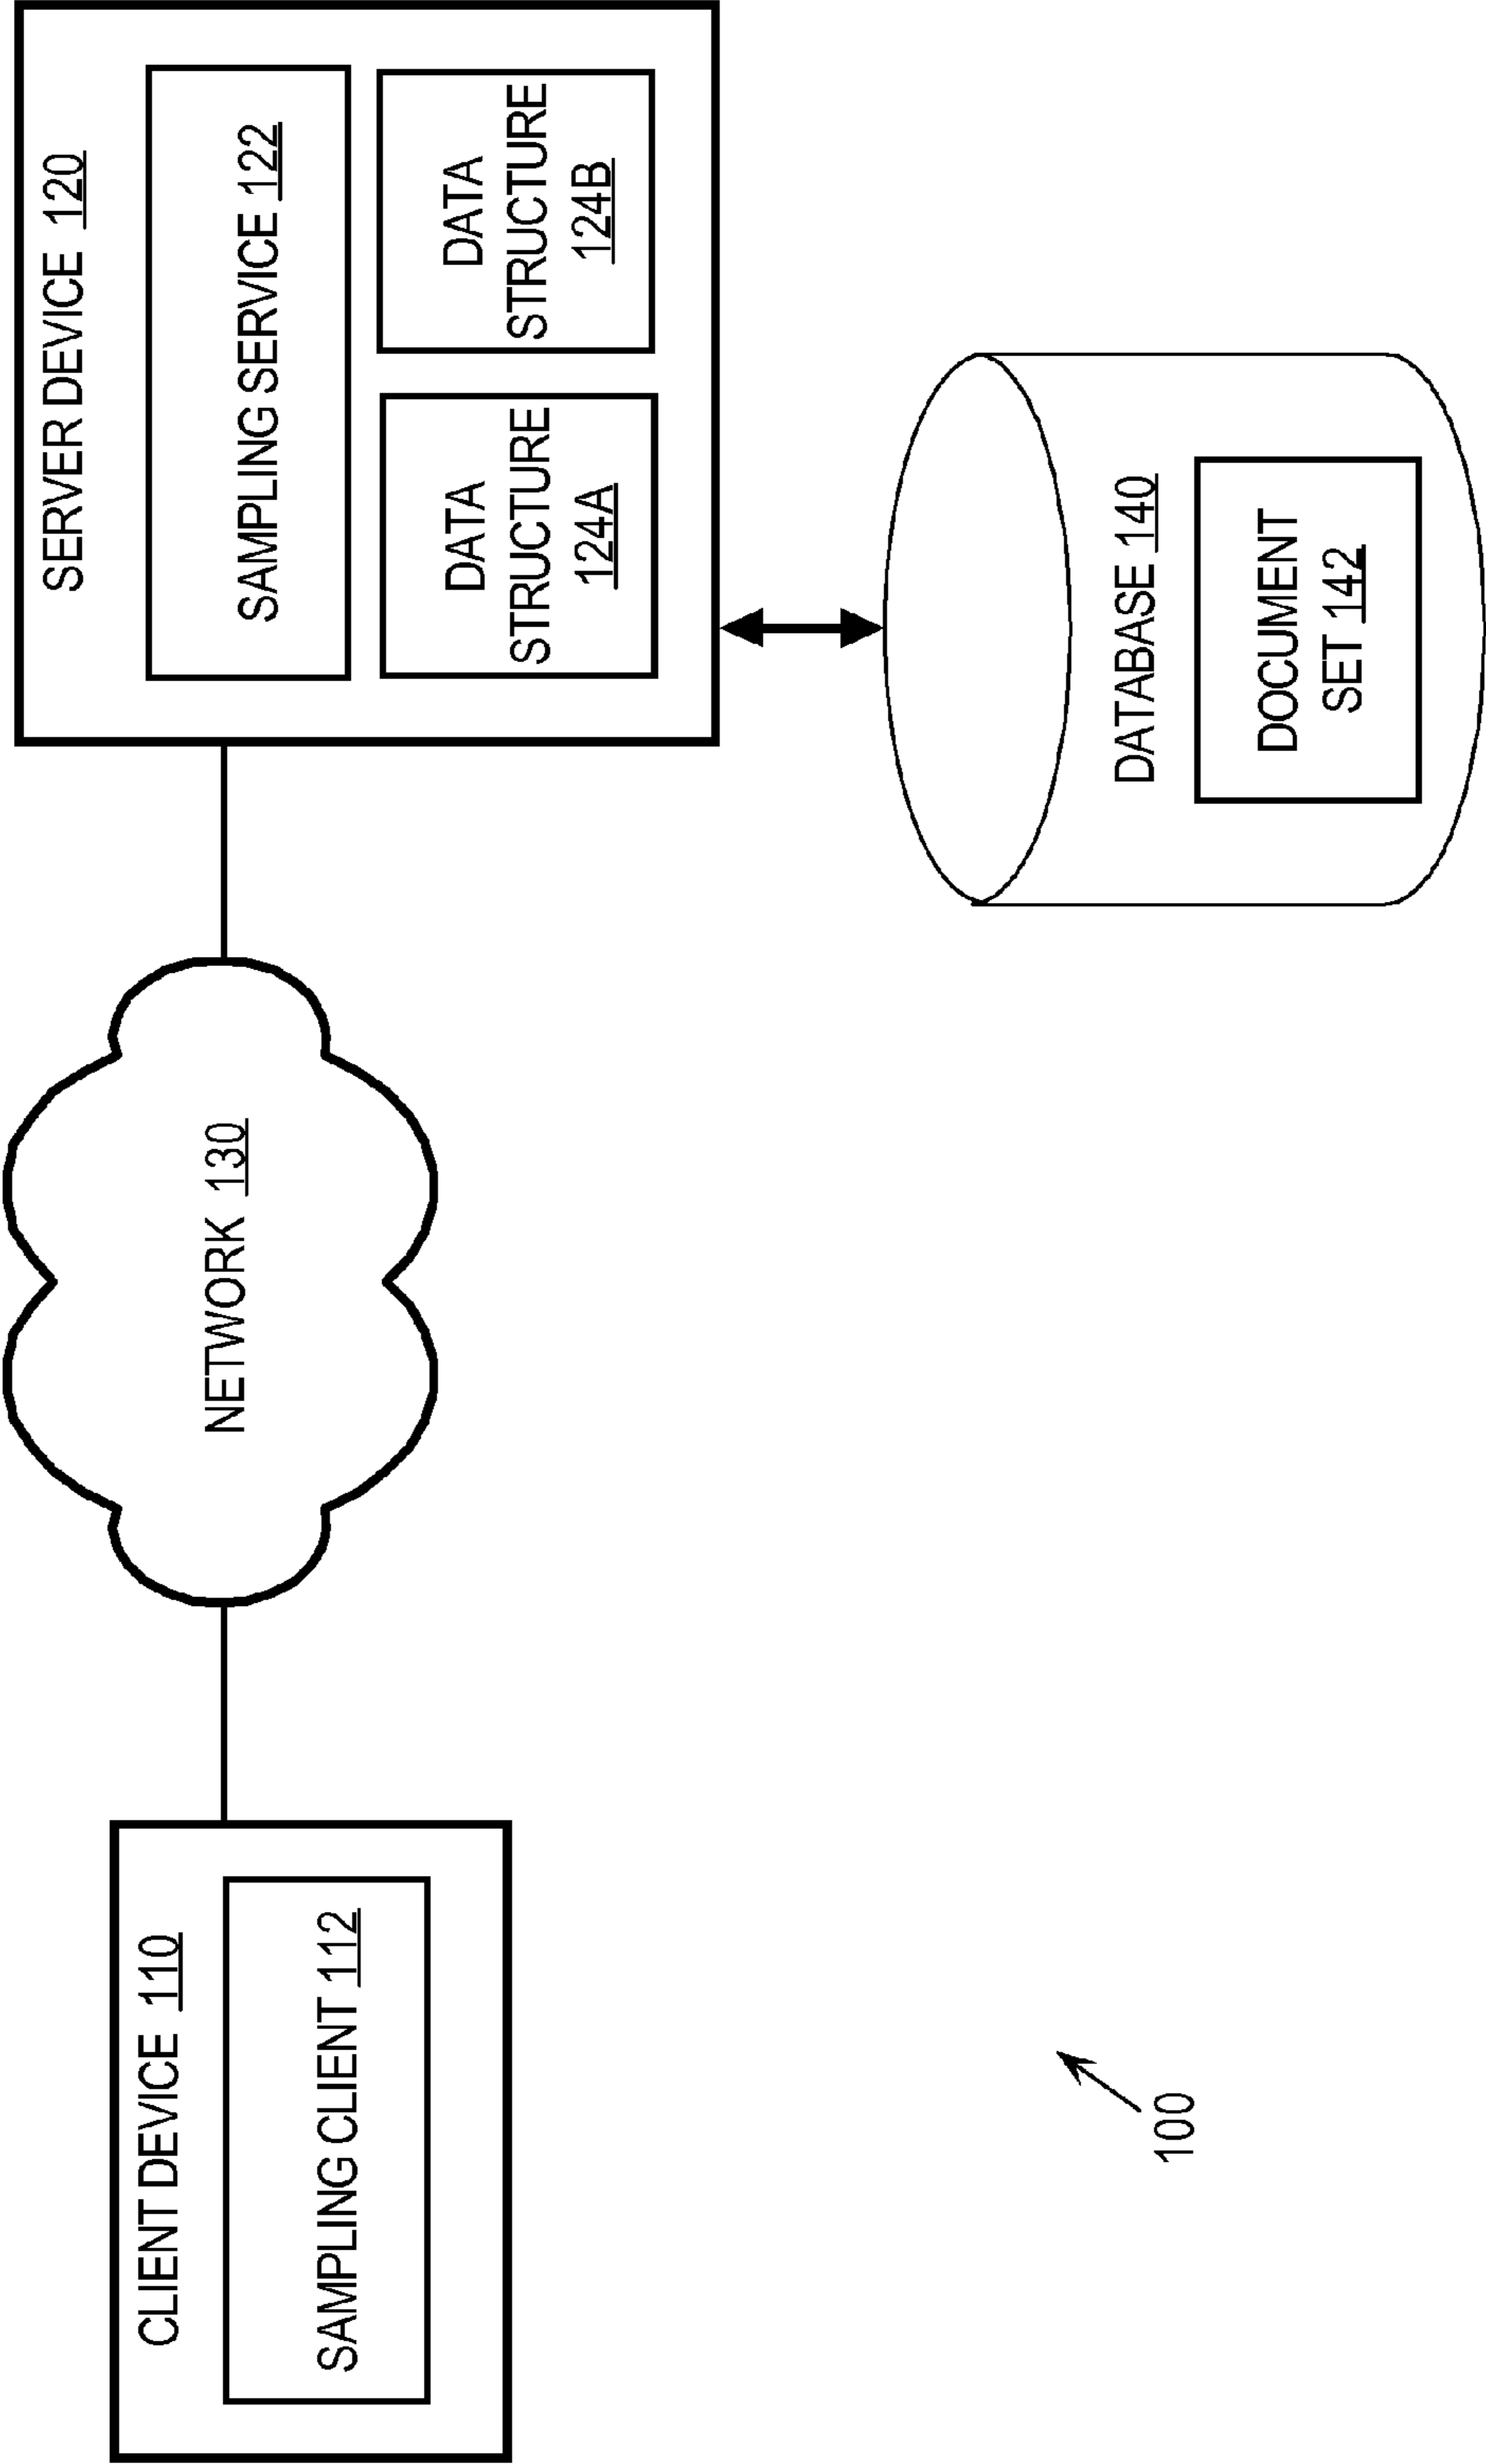 CLIENT DEVICE 110
SAMPLING CLIENT 112
NETWORK 130
SERVER DEVICE 120
SAMPLING SERVICE 122
DATA
STRUCTURE
124A
DATA
STRUCTURE
124B
DATABASE 140
DOCUMENT
SET 142
100